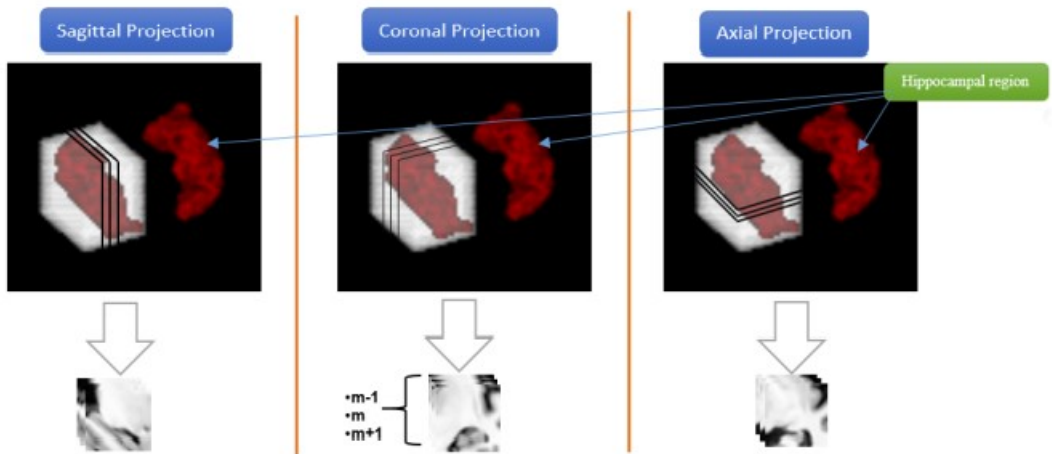 Sagittal Projection
Coronal Projection
Axial Projection
Hippocampal region
•m-1
•m
•m+1